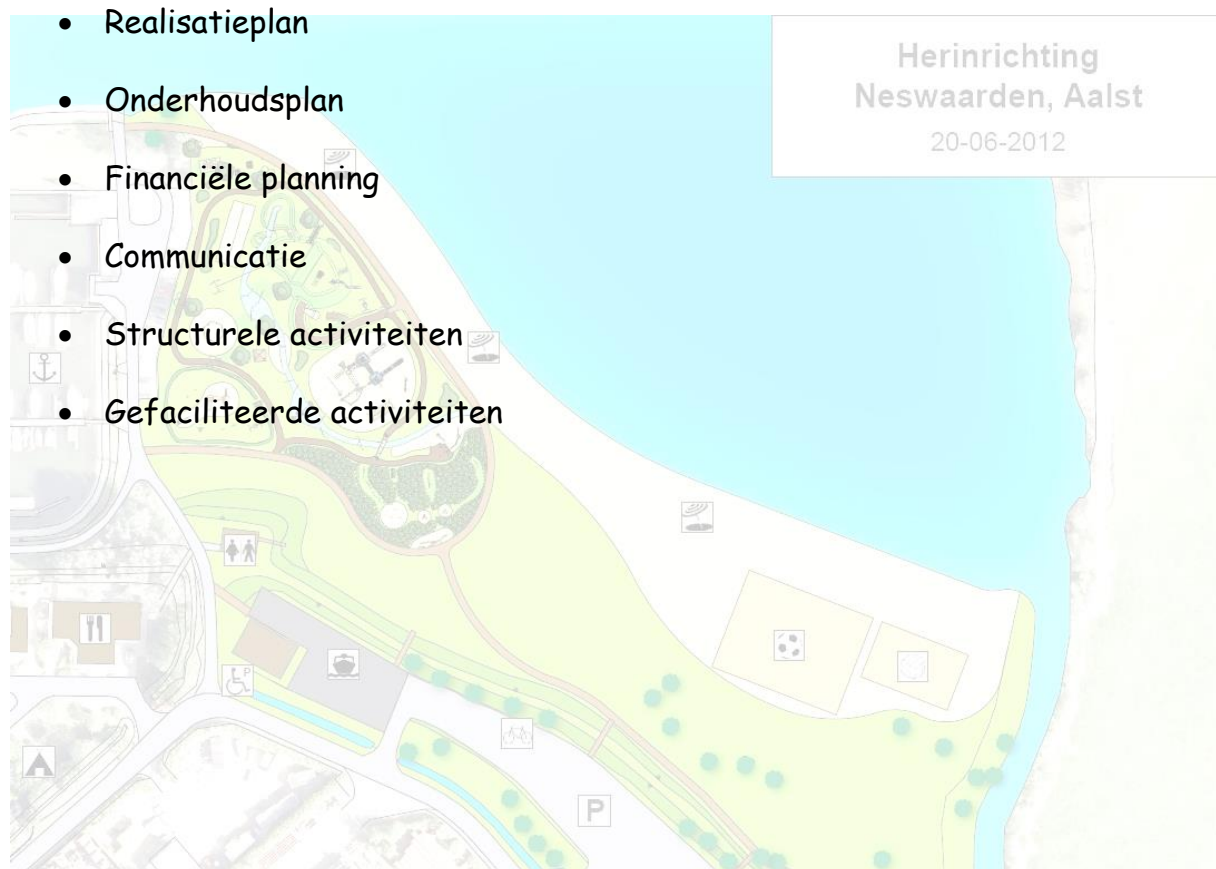 • Realisatieplan
Herinrichting
Neswaarden, Aalst
20-06-2012
• Onderhoudsplan
• Financiële planning
• Communicatie
• Structurele activiteiten
• Gefaciliteerde activiteiten
P
P